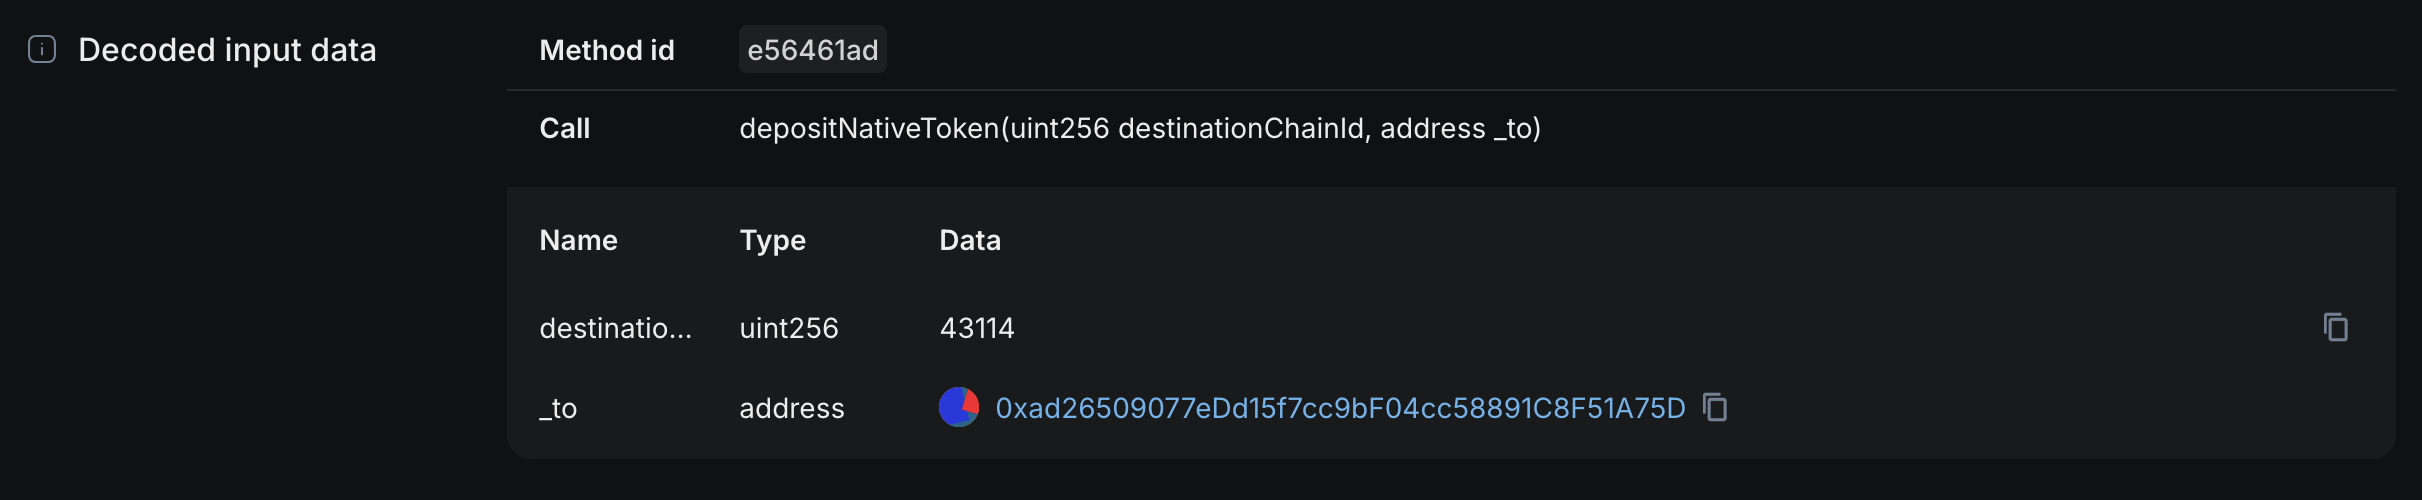 Decoded input data
Method id e56461ad
Call depositNativeToken(uint256 destinationChainId, address _to)
Name Type Data
destinatio... uint256 43114
_to address 0xad26509077eDd15f7cc9bF04cc58891C8F51A75D